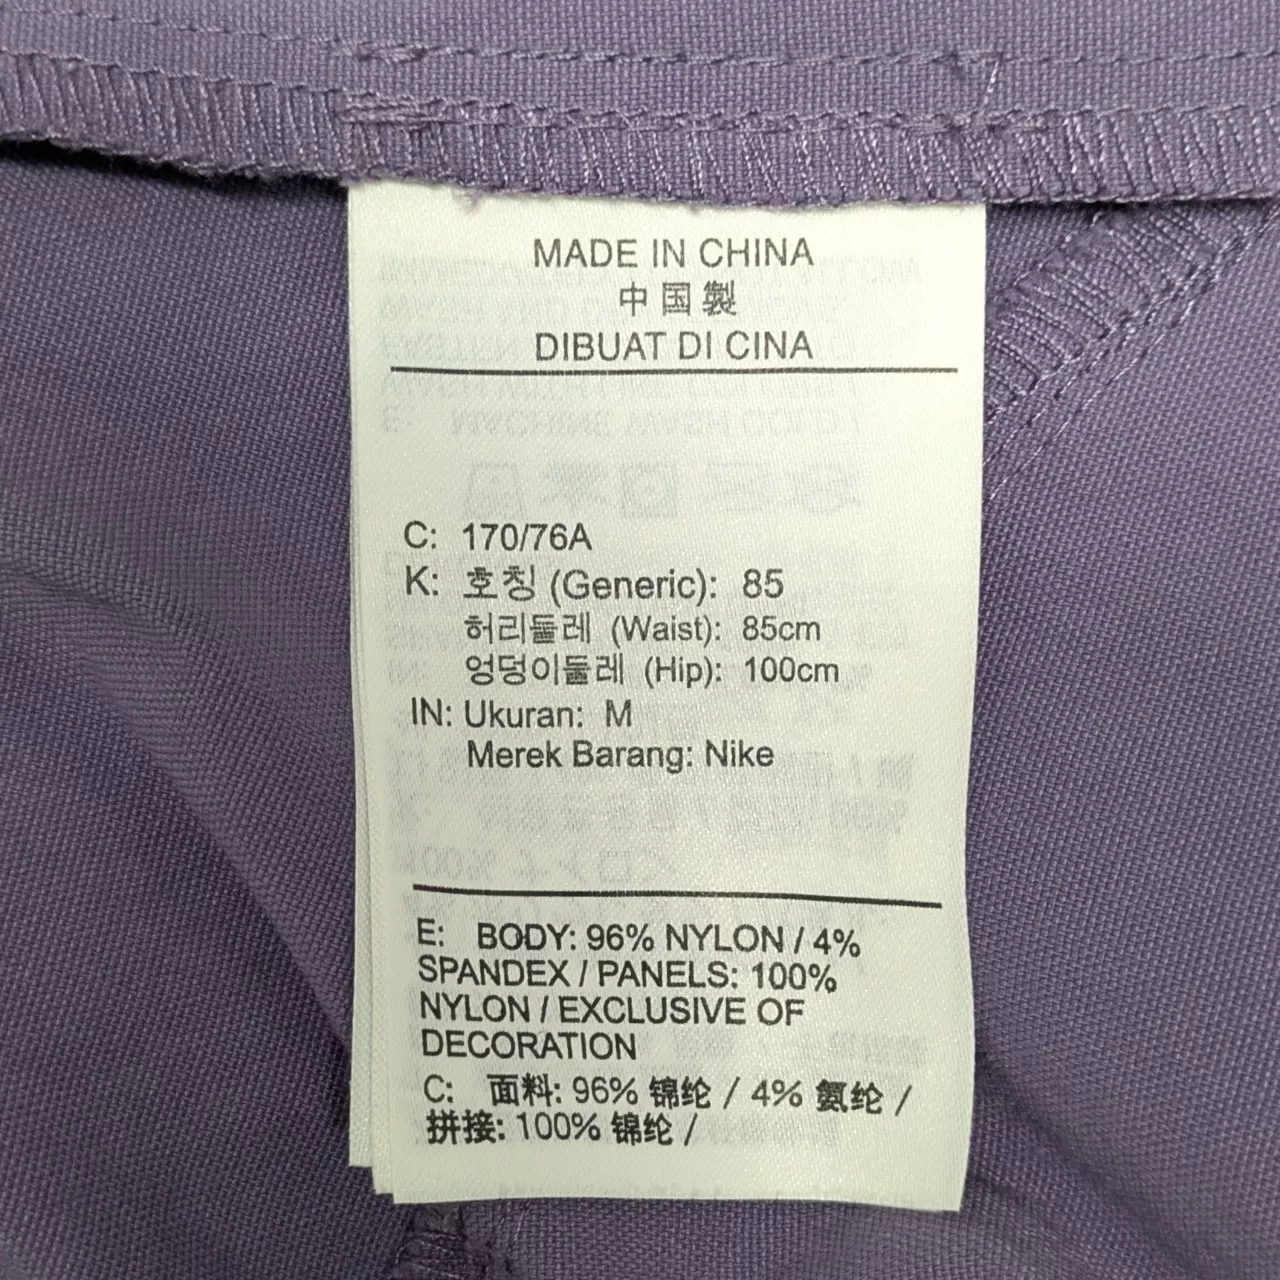 MADE IN CHINA
中国製
DIBUAT DI CINA
C: 170/76A
K: 호칭 (Generic): 85
허리둘레 (Waist): 85cm
엉덩이둘레 (Hip): 100cm
IN: Ukuran: M
Merek Barang: Nike
E: BODY: 96% NYLON / 4%
SPANDEX / PANELS: 100%
NYLON / EXCLUSIVE OF
DECORATION
C: 面料: 96% 锦纶 / 4% 氨纶 /
拼接: 100% 锦纶 /